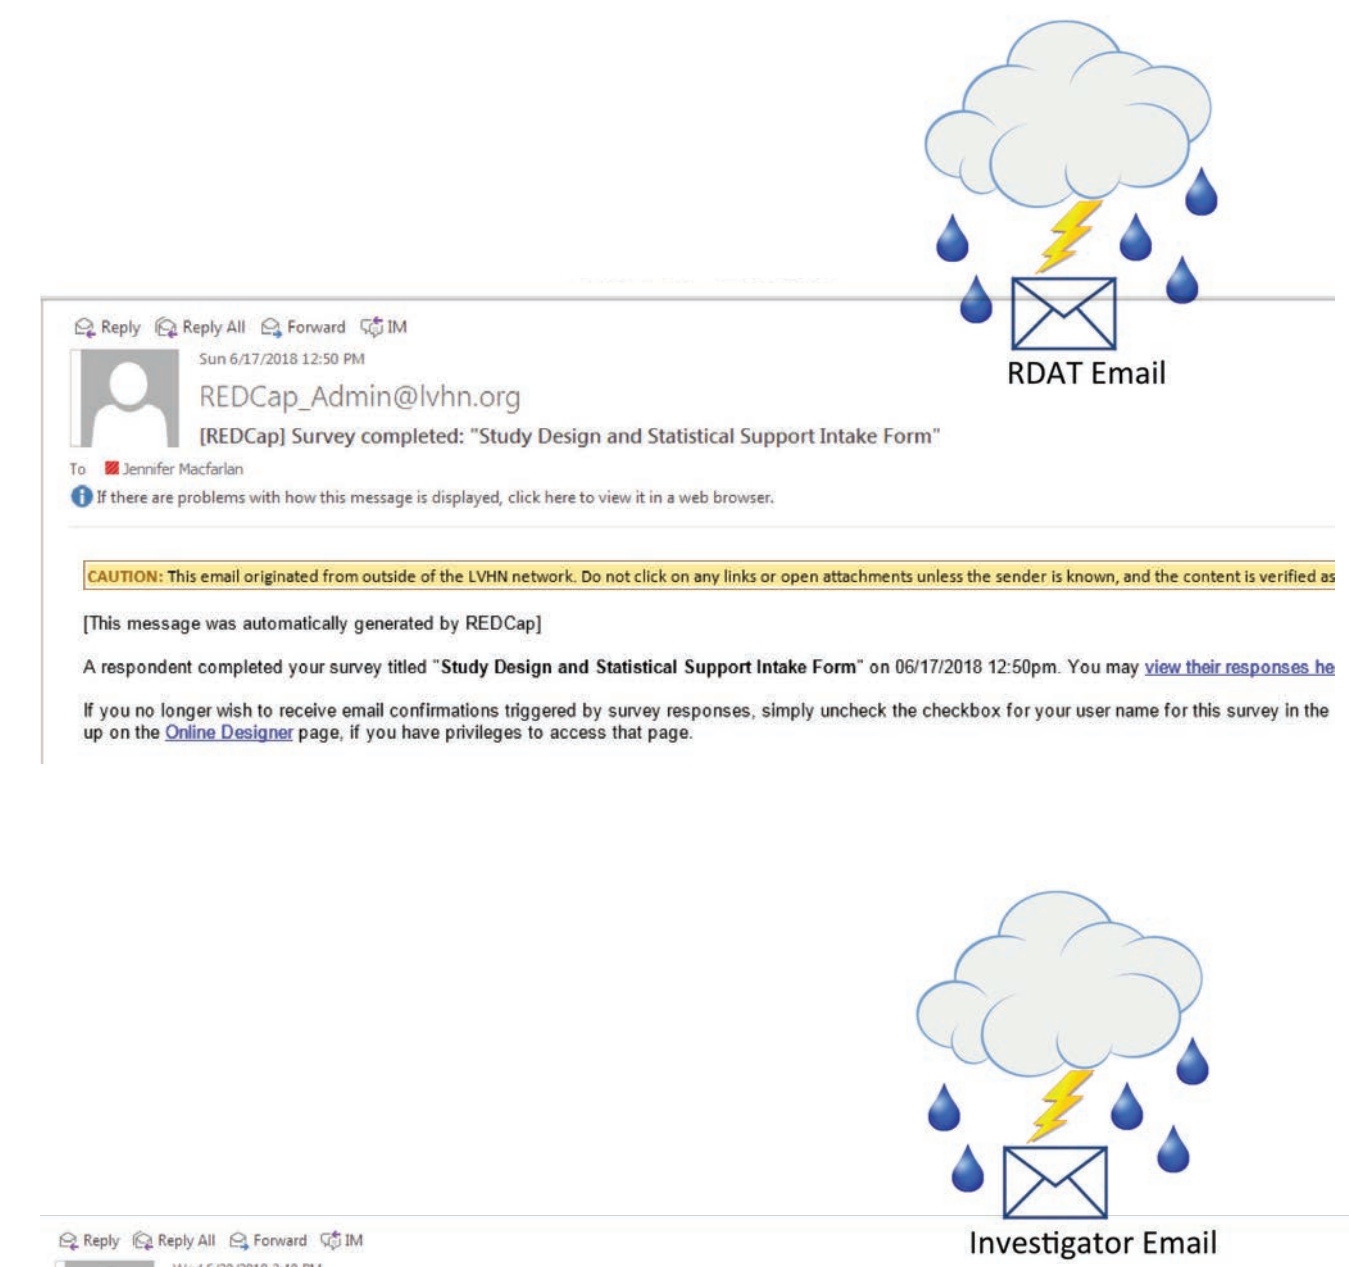 Reply Reply All Forward IM
Sun 6/17/2018 12:50 PM
RDAT Email
REDCap_Admin@lvhn.org
[REDCap] Survey completed: "Study Design and Statistical Support Intake Form"
To Jennifer Macfarlan
If there are problems with how this message is displayed, click here to view it in a web browser.
CAUTION: This email originated from outside of the LVHN network. Do not click on any links or open attachments unless the sender is known, and the content is verified as
[This message was automatically generated by REDCap]
A respondent completed your survey titled "Study Design and Statistical Support Intake Form" on 06/17/2018 12:50pm. You may view their responses he
If you no longer wish to receive email confirmations triggered by survey responses, simply uncheck the checkbox for your user name for this survey in the
up on the Online Designer page, if you have privileges to access that page.
Reply Reply All Forward IM
Investigator Email